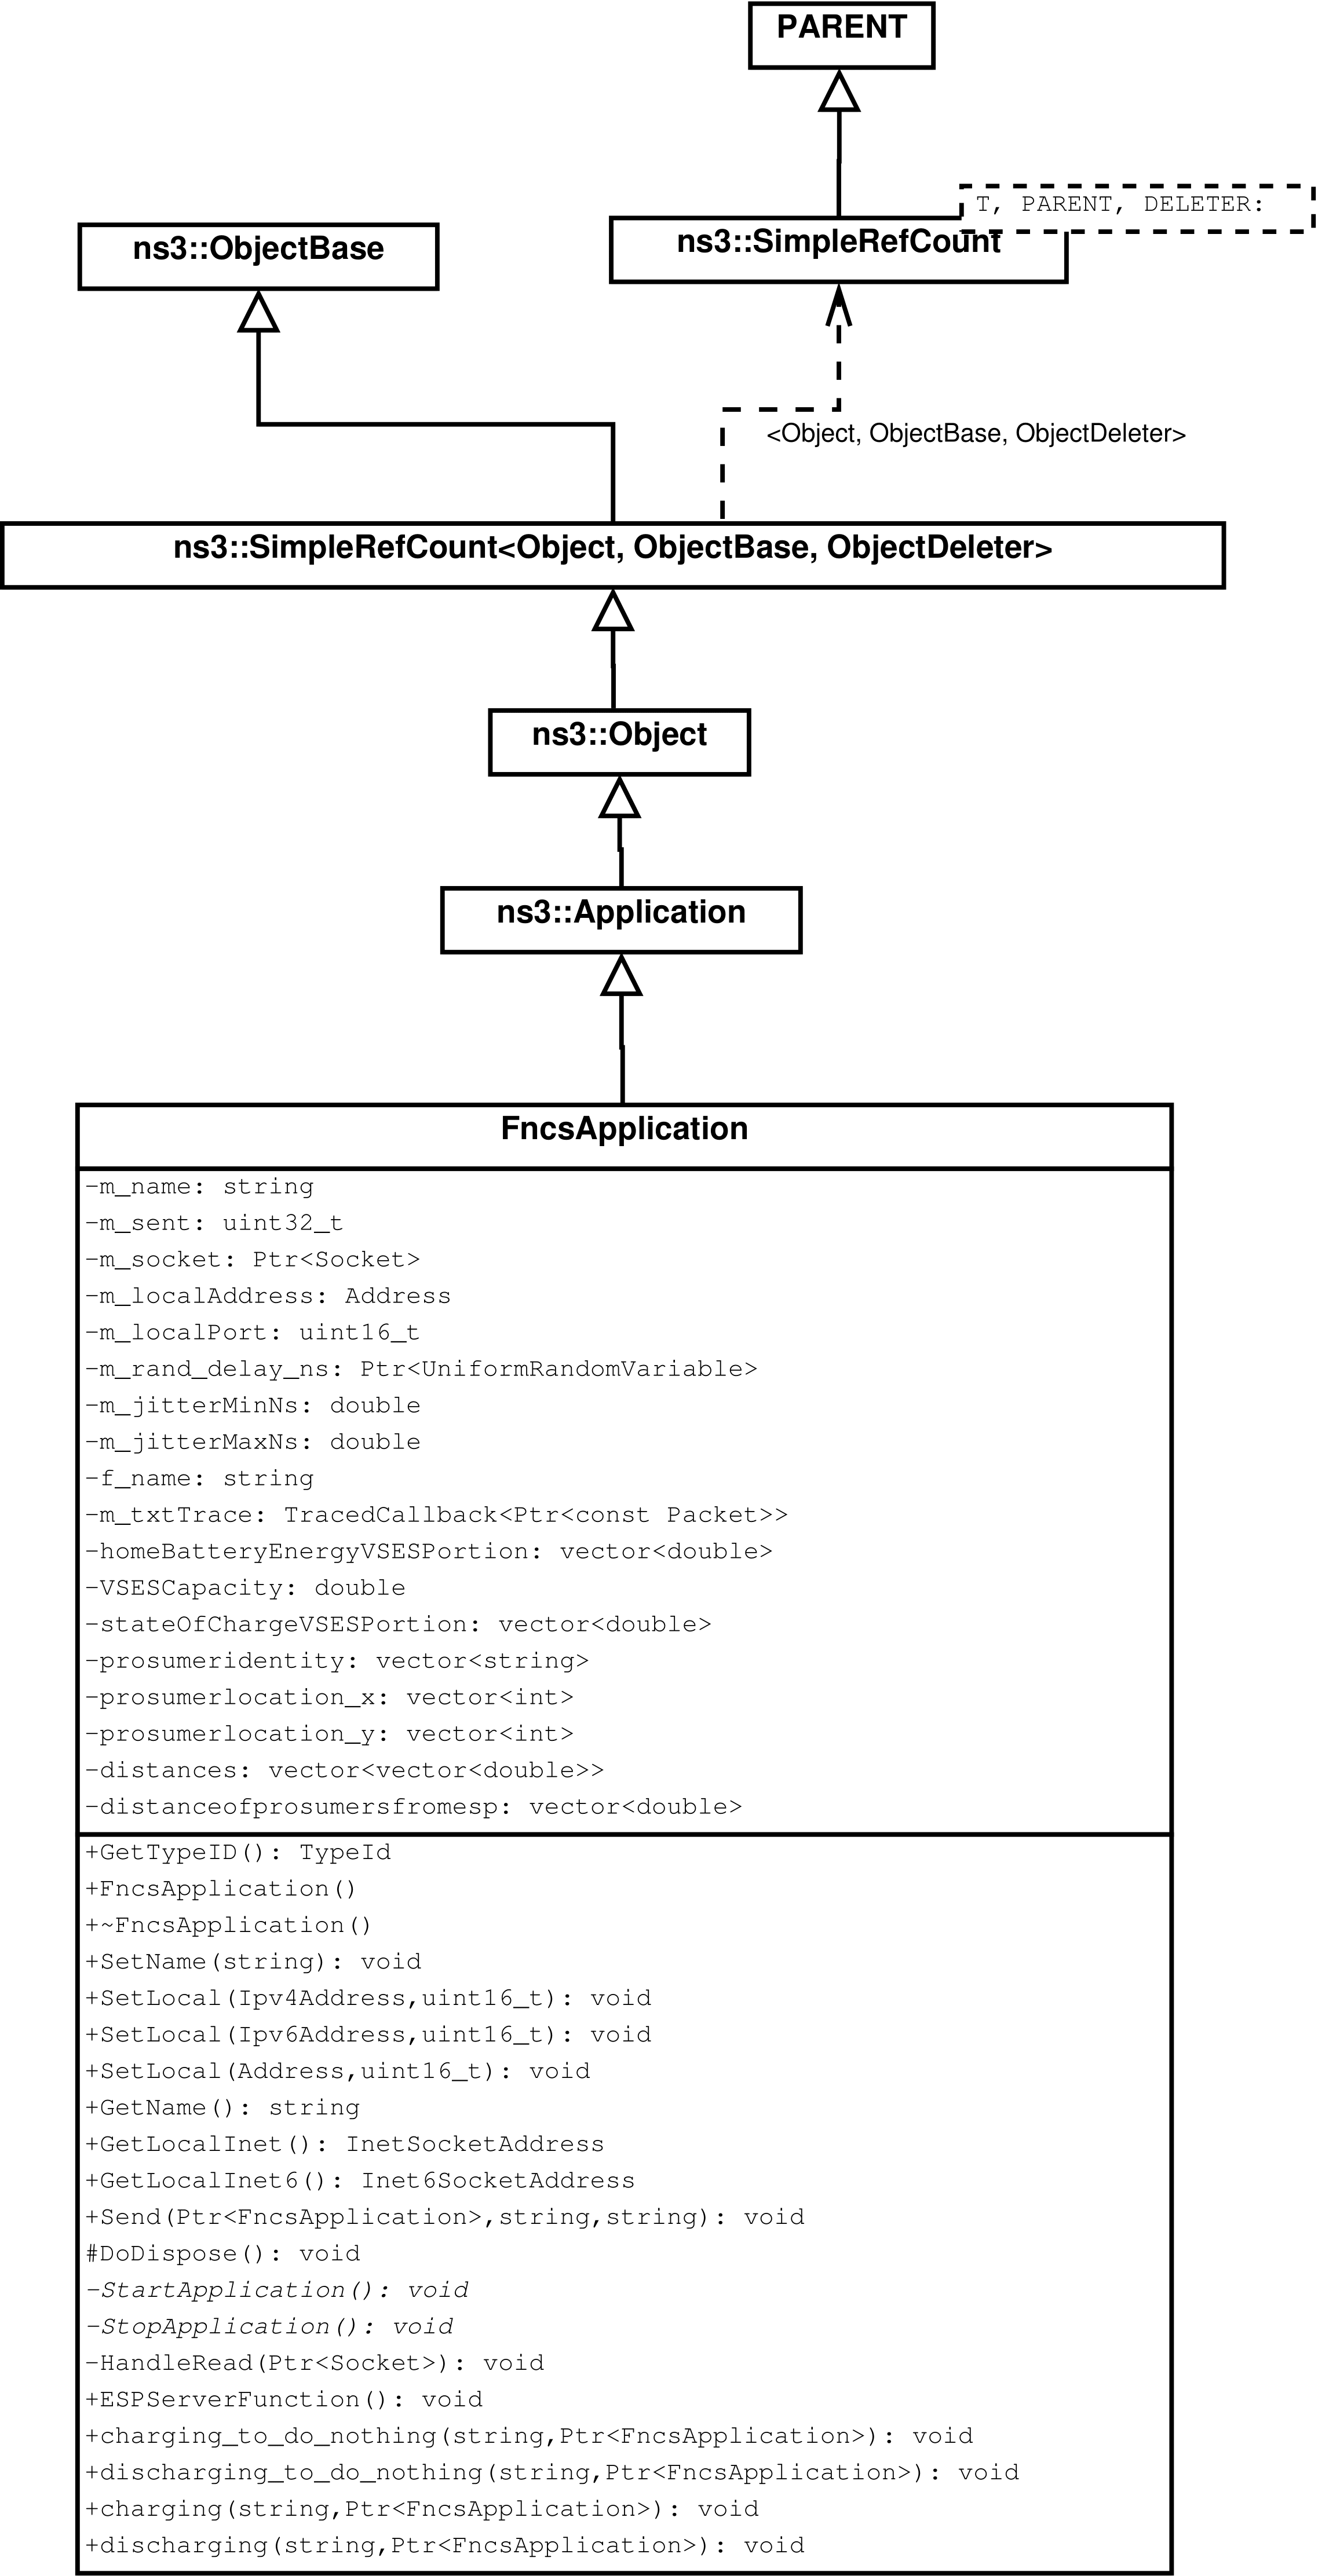 PARENT
T, PARENT, DELETER:
ns3::ObjectBase
ns3::SimpleRefCount
<Object, ObjectBase, ObjectDeleter>
ns3::SimpleRefCount<Object, ObjectBase, ObjectDeleter>
ns3::Object
ns3::Application
FncsApplication
-m_name: string
-m_sent: uint32_t
-m_socket: Ptr<Socket>
-m_localAddress: Address
-m_localPort: uint16_t
-m_rand_delay_ns: Ptr<UniformRandomVariable>
-m_jitterMinNs: double
-m_jitterMaxNs: double
-f_name: string
-m_txtTrace: TracedCallback<Ptr<const Packet>>
-homeBatteryEnergyVSESPortion: vector<double>
-VSESCapacity: double
-stateOfChargeVSESPortion: vector<double>
-prosumeridentity: vector<string>
-prosumerlocation_x: vector<int>
-prosumerlocation_y: vector<int>
-distances: vector<vector<double>>
-distanceofprosumersfromesp: vector<double>
+GetTypeID(): TypeId
+FncsApplication()
+~FncsApplication()
+SetName(string): void
+SetLocal(Ipv4Address,uint16_t): void
+SetLocal(Ipv6Address,uint16_t): void
+SetLocal(Address,uint16_t): void
+GetName(): string
+GetLocalInet(): InetSocketAddress
+GetLocalInet6(): Inet6SocketAddress
+Send(Ptr<FncsApplication>,string,string): void
#DoDispose(): void
-StartApplication(): void
-StopApplication(): void
-HandleRead(Ptr<Socket>): void
+ESPServerFunction(): void
+charging_to_do_nothing(string,Ptr<FncsApplication>): void
+discharging_to_do_nothing(string,Ptr<FncsApplication>): void
+charging(string,Ptr<FncsApplication>): void
+discharging(string,Ptr<FncsApplication>): void